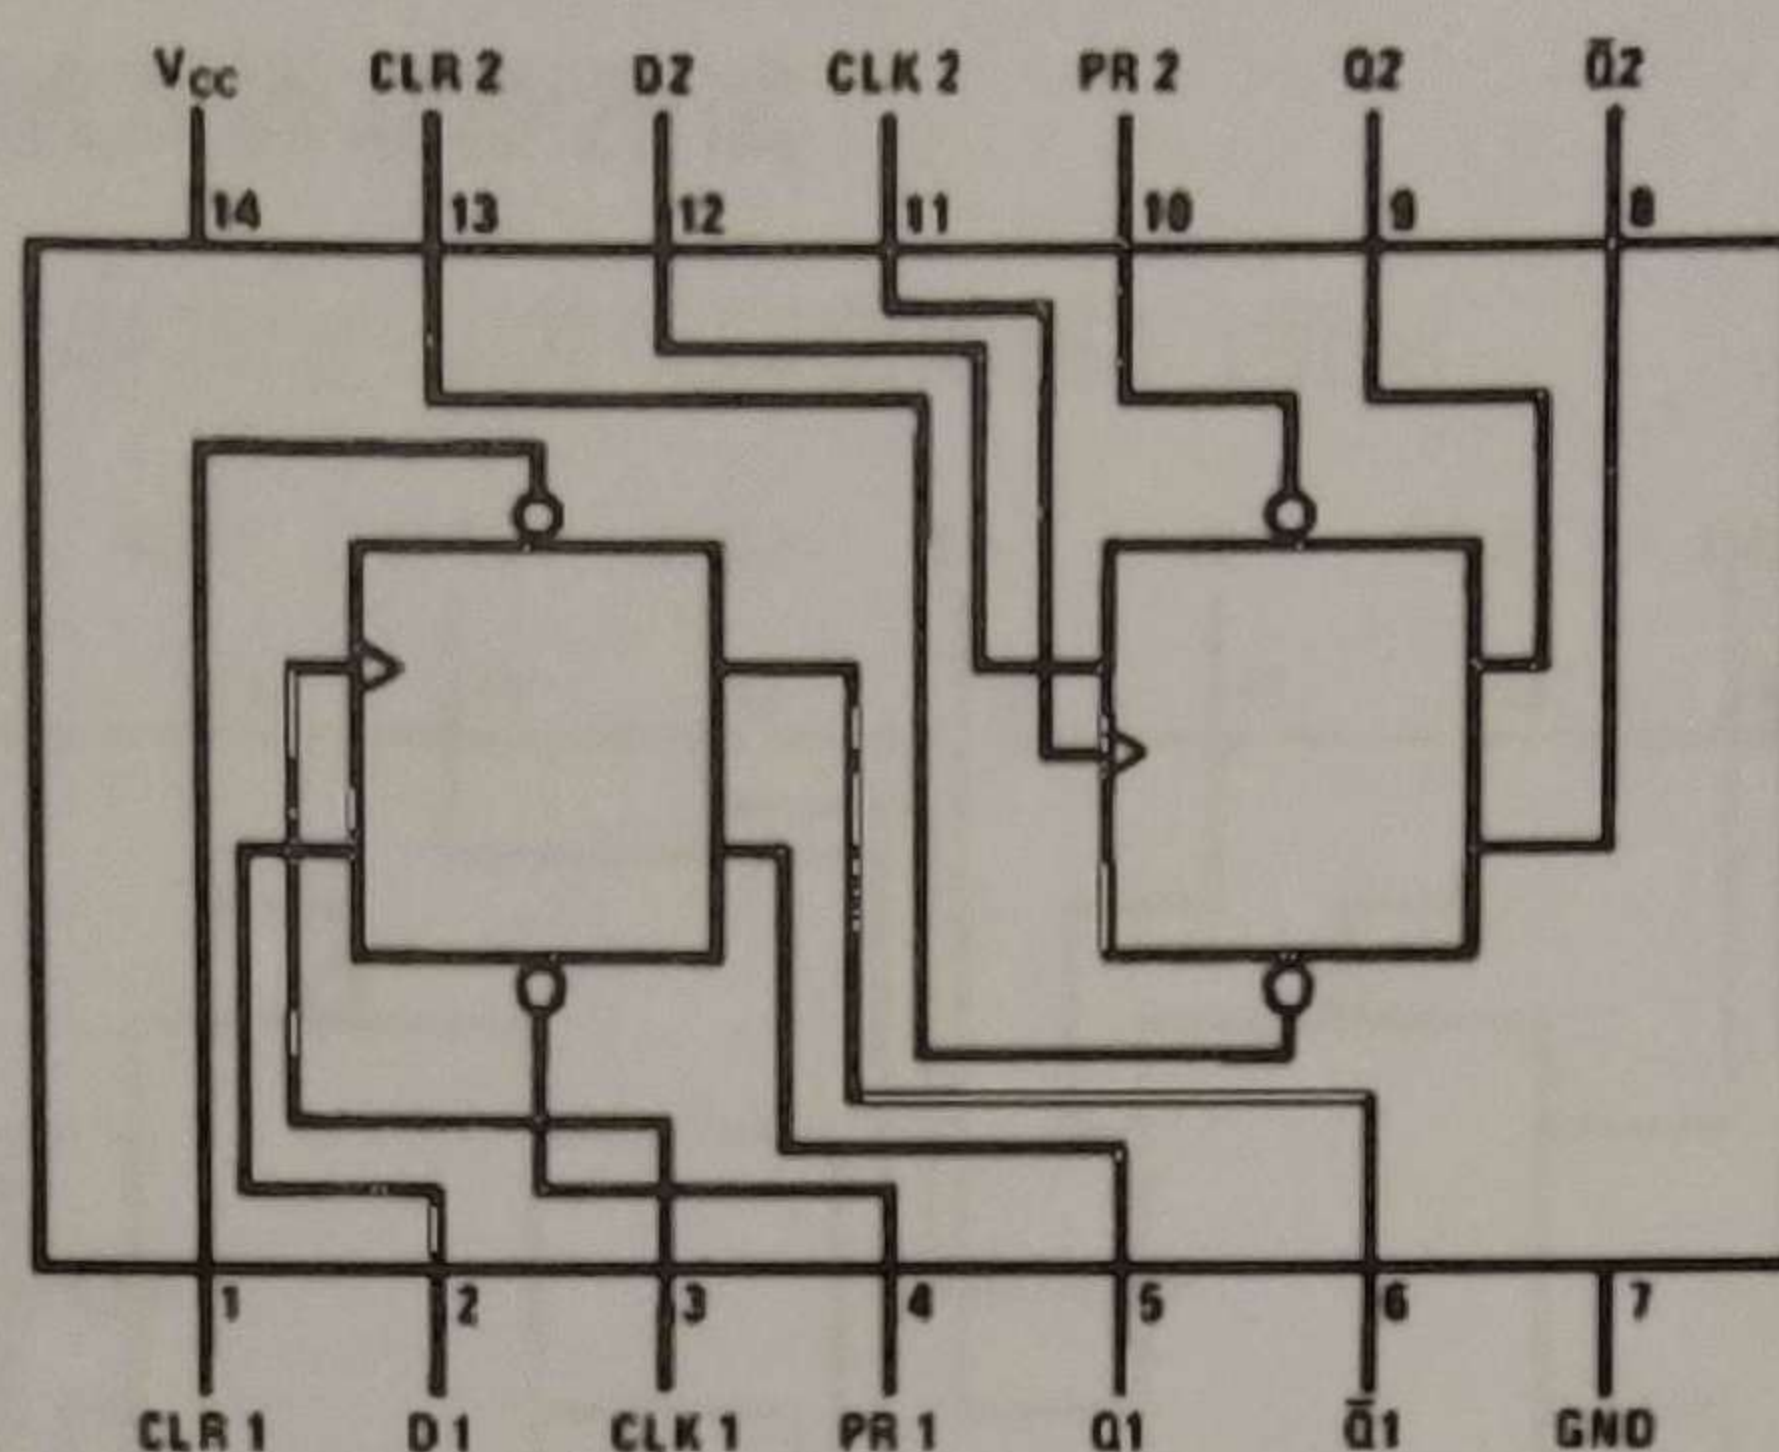 V_CC CLR 2 D2 CLK 2 PR 2 Q2 Q̅2
14 13 12 11 10 9 8
1 2 3 4 5 6 7
CLR 1 D1 CLK 1 PR 1 Q1 Q̅1 GND